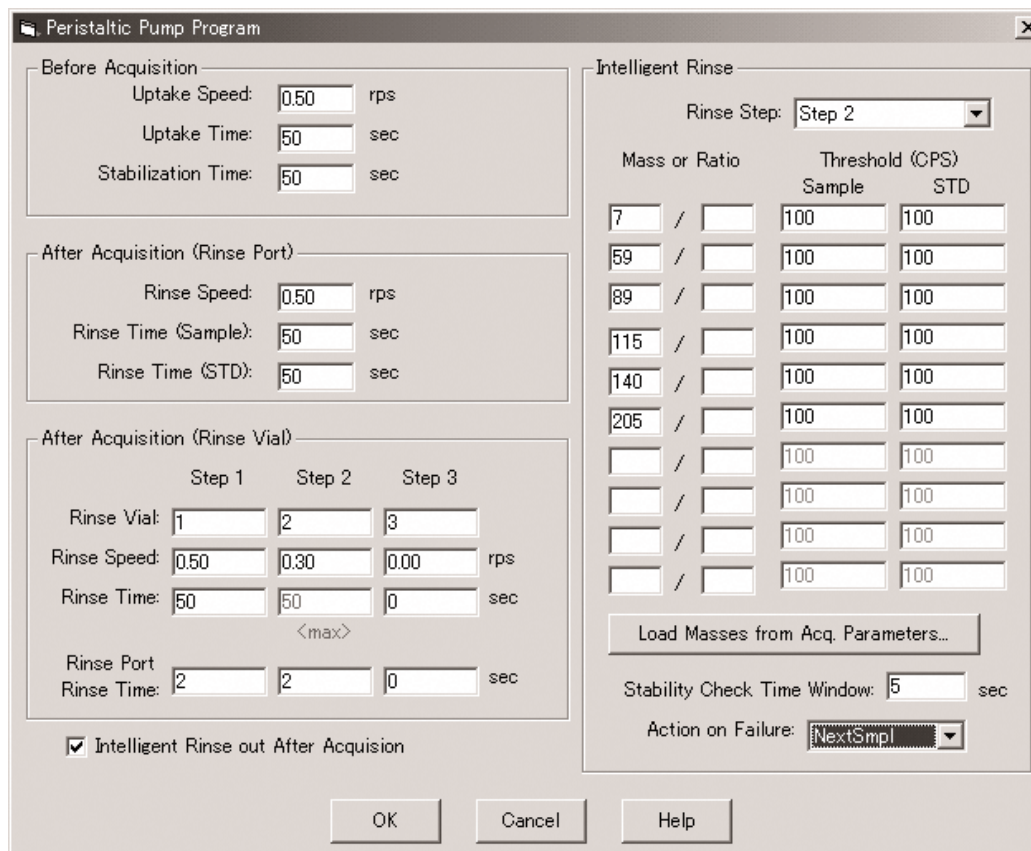 Peristaltic Pump Program
Before Acquisition
Uptake Speed: 0.50 rps
Uptake Time: 50 sec
Stabilization Time: 50 sec
After Acquisition (Rinse Port)
Rinse Speed: 0.50 rps
Rinse Time (Sample): 50 sec
Rinse Time (STD): 50 sec
After Acquisition (Rinse Vial)
Step 1 Step 2 Step 3
Rinse Vial: 1 2 3
Rinse Speed: 0.50 0.30 0.00 rps
Rinse Time: 50 50 0 sec
<max>
Rinse Port
Rinse Time: 2 2 0 sec
Intelligent Rinse out After Acquision
Intelligent Rinse
Rinse Step: Step 2
Mass or Ratio Threshold (CPS)
Sample STD
7 / 100 100
59 / 100 100
89 / 100 100
115 / 100 100
140 / 100 100
205 / 100 100
/ 100 100
/ 100 100
/ 100 100
/ 100 100
Load Masses from Acq. Parameters...
Stability Check Time Window: 5 sec
Action on Failure: NextSmpl
OK Cancel Help